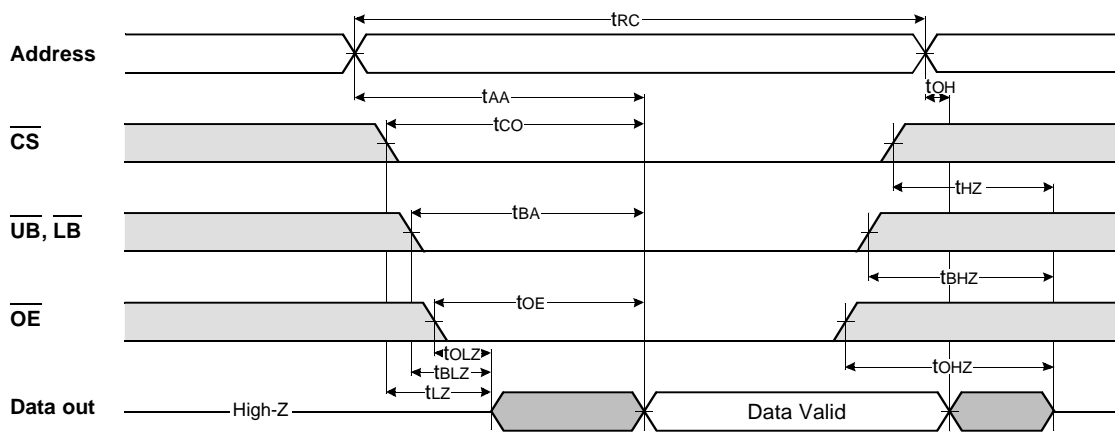 tRC
Address
tAA
tOH
CS
tCO
tHZ
UB, LB
tBA
tBHZ
OE
tOE
tOLZ
tOHZ
tBLZ
tLZ
Data out
High-Z
Data Valid